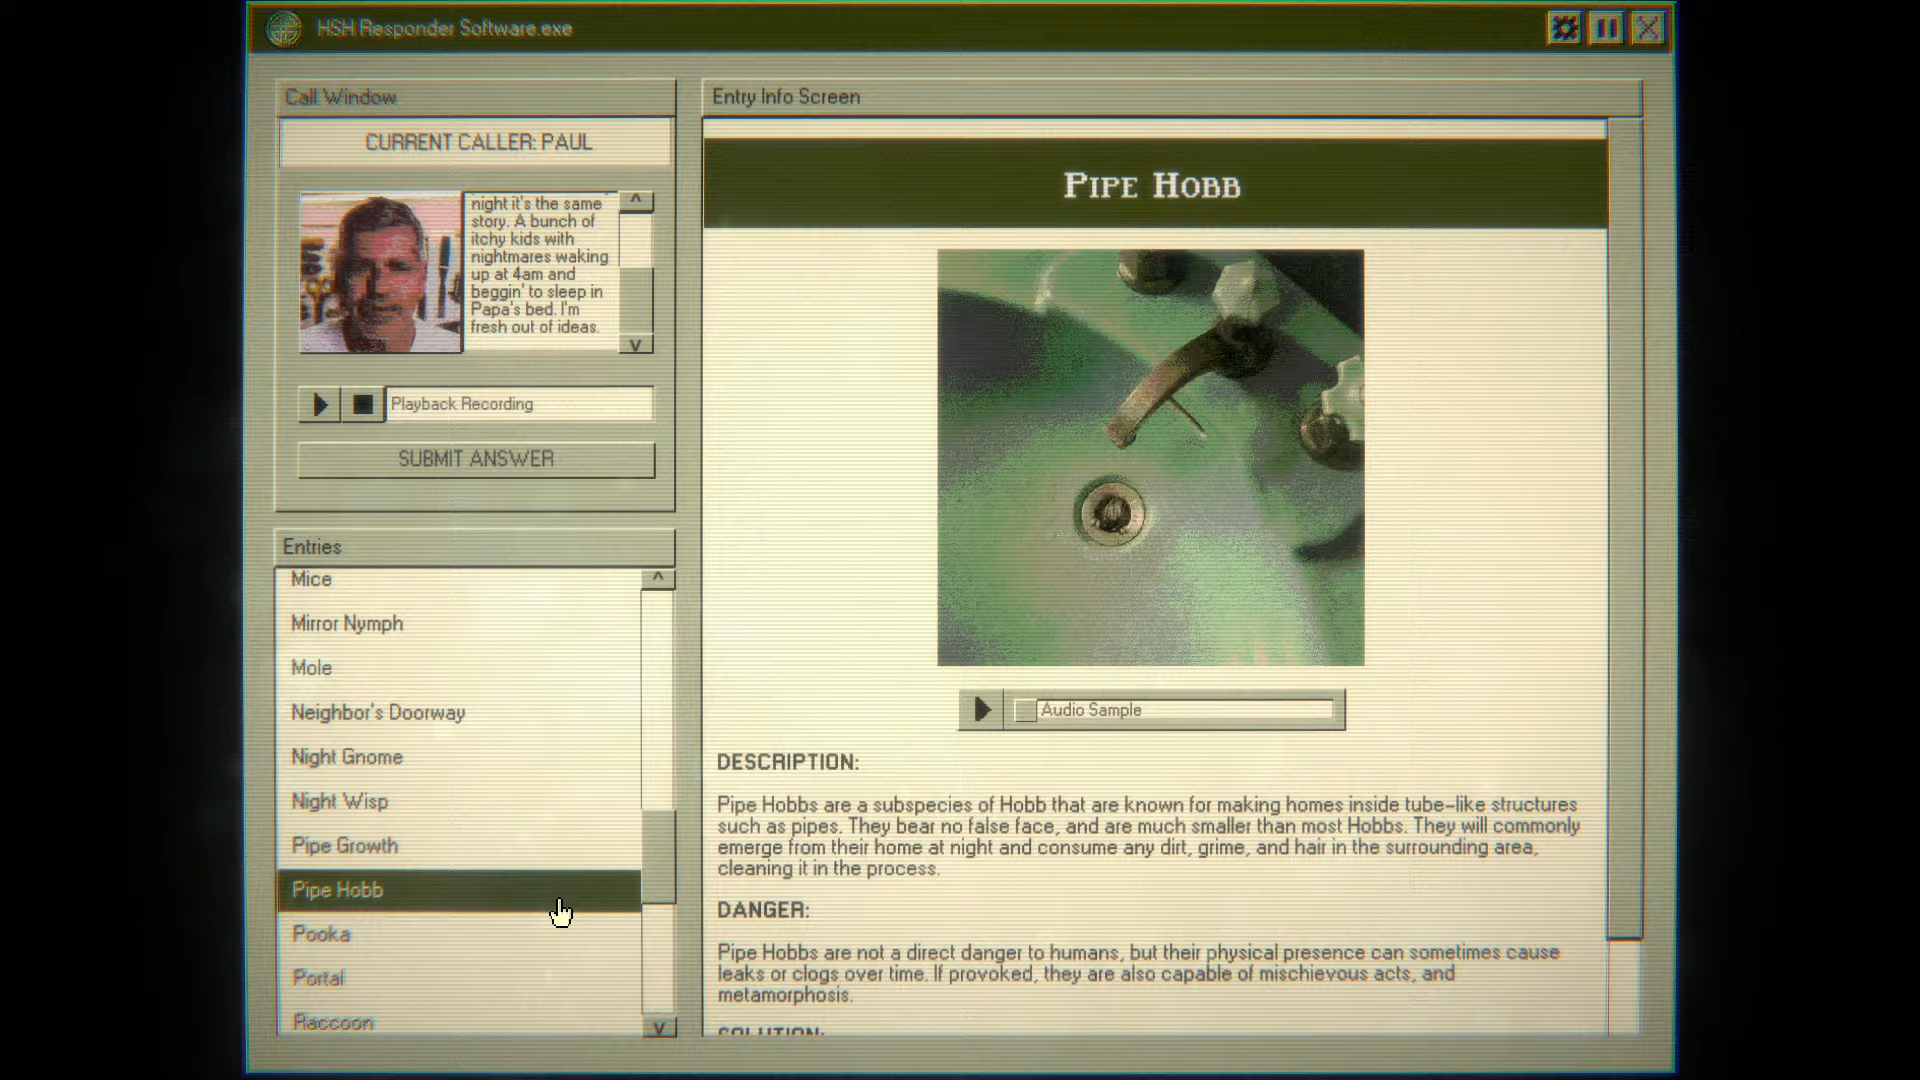 HSH Responder Software.exe
Call Window
CURRENT CALLER: PAUL
night it's the same
story. A bunch of
itchy kids with
nightmares waking
up at 4am and
beggin' to sleep in
Papa's bed. I'm
fresh out of ideas.
Playback Recording
SUBMIT ANSWER
Entries
Mice
Mirror Nymph
Mole
Neighbor's Doorway
Night Gnome
Night Wisp
Pipe Growth
Pipe Hobb
Pooka
Portal
Raccoon
Entry Info Screen
PIPE HOBB
Audio Sample
DESCRIPTION:
Pipe Hobbs are a subspecies of Hobb that are known for making homes inside tube-like structures
such as pipes. They bear no false face, and are much smaller than most Hobbs. They will commonly
emerge from their home at night and consume any dirt, grime, and hair in the surrounding area,
cleaning it in the process.
DANGER:
Pipe Hobbs are not a direct danger to humans, but their physical presence can sometimes cause
leaks or clogs over time. If provoked, they are also capable of mischievous acts, and
metamorphosis.
SOLUTION: